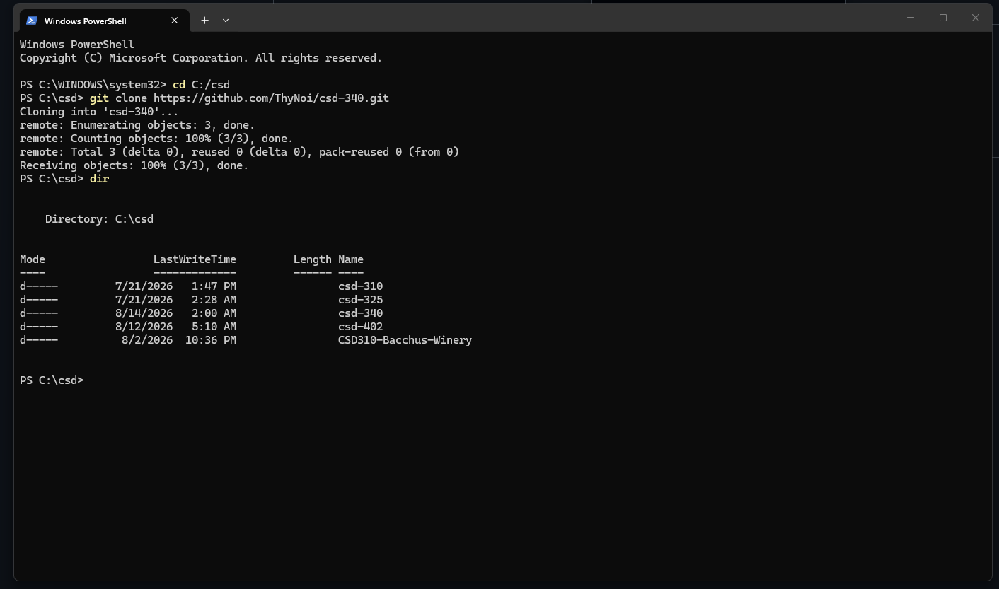 Windows PowerShell
Windows PowerShell
Copyright (C) Microsoft Corporation. All rights reserved.
PS C:\WINDOWS\system32> cd C:/csd
PS C:\csd> git clone https://github.com/ThyNoi/csd-340.git
Cloning into 'csd-340'...
remote: Enumerating objects: 3, done.
remote: Counting objects: 100% (3/3), done.
remote: Total 3 (delta 0), reused 0 (delta 0), pack-reused 0 (from 0)
Receiving objects: 100% (3/3), done.
PS C:\csd> dir
    Directory: C:\csd
Mode                 LastWriteTime         Length Name
----                 -------------         ------ ----
d-----         7/21/2026   1:47 PM                csd-310
d-----         7/21/2026   2:28 AM                csd-325
d-----         8/14/2026   2:00 AM                csd-340
d-----         8/12/2026   5:10 AM                csd-402
d-----          8/2/2026  10:36 PM                CSD310-Bacchus-Winery
PS C:\csd>